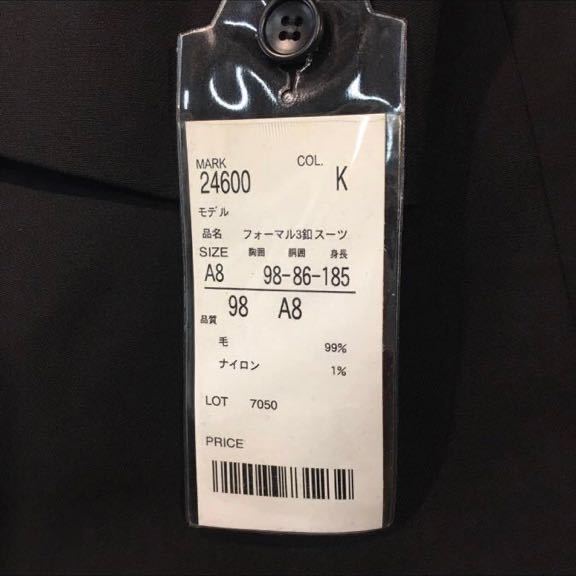 MARK COL.
24600 K
モデル
品名 フォーマル3釦スーツ
SIZE 胸囲 胴囲 身長
A8 98-86-185
98 A8
品質
毛 99%
ナイロン 1%
LOT 7050
PRICE